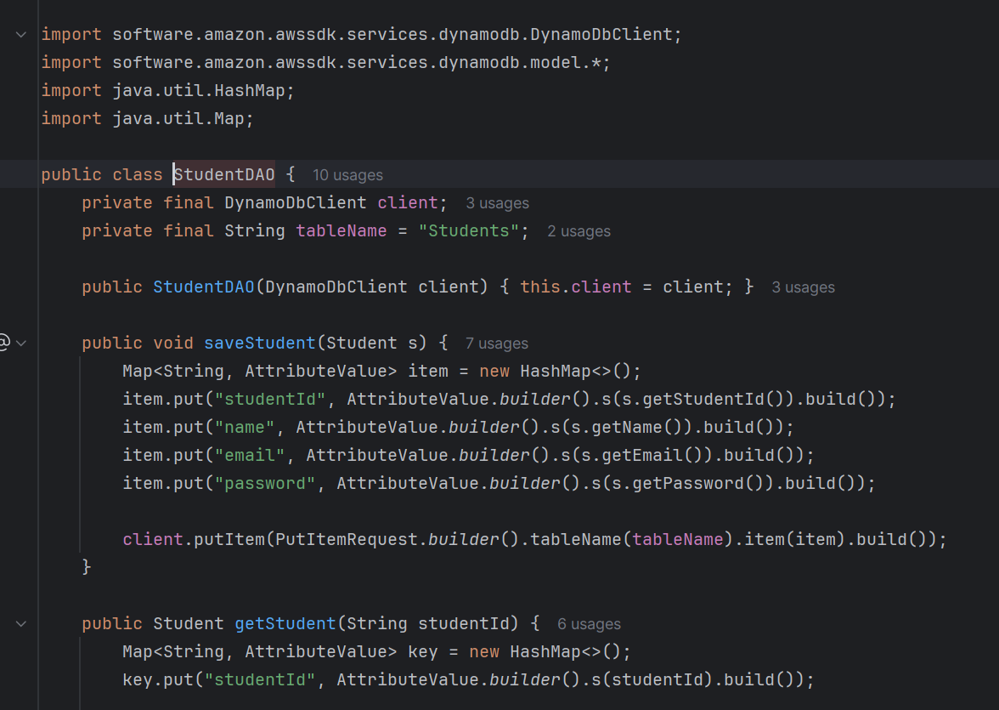 import software.amazon.awssdk.services.dynamodb.DynamoDbClient;
import software.amazon.awssdk.services.dynamodb.model.*;
import java.util.HashMap;
import java.util.Map;
public class StudentDAO { 10 usages
private final DynamoDbClient client; 3 usages
private final String tableName = "Students"; 2 usages
public StudentDAO(DynamoDbClient client) { this.client = client; } 3 usages
@
public void saveStudent(Student s) { 7 usages
Map<String, AttributeValue> item = new HashMap<>();
item.put("studentId", AttributeValue.builder().s(s.getStudentId()).build());
item.put("name", AttributeValue.builder().s(s.getName()).build());
item.put("email", AttributeValue.builder().s(s.getEmail()).build());
item.put("password", AttributeValue.builder().s(s.getPassword()).build());
client.putItem(PutItemRequest.builder().tableName(tableName).item(item).build());
}
public Student getStudent(String studentId) { 6 usages
Map<String, AttributeValue> key = new HashMap<>();
key.put("studentId", AttributeValue.builder().s(studentId).build());